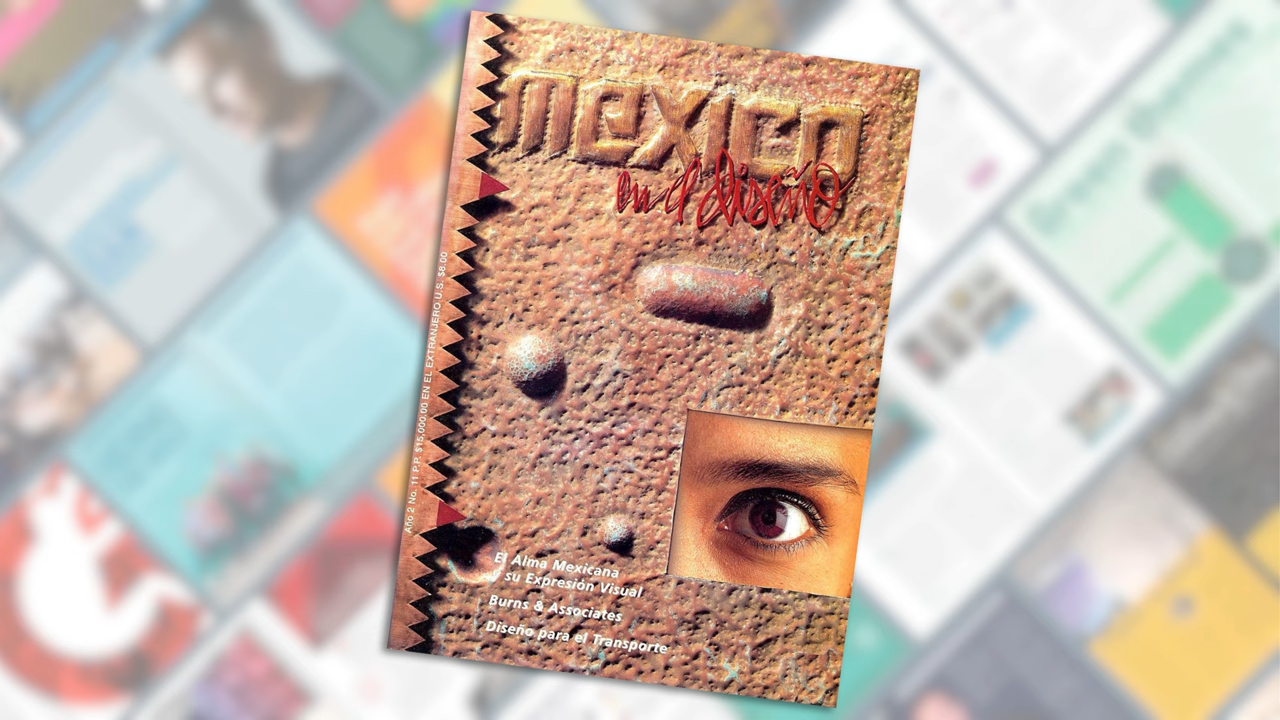 mexico
en el diseño
Año 2 No. 11 P.P. $15,000.00 EN EL EXTRANJERO U.S. $8.00
El Alma Mexicana
y su Expresión Visual
Burns & Associates
Diseño para el Transporte